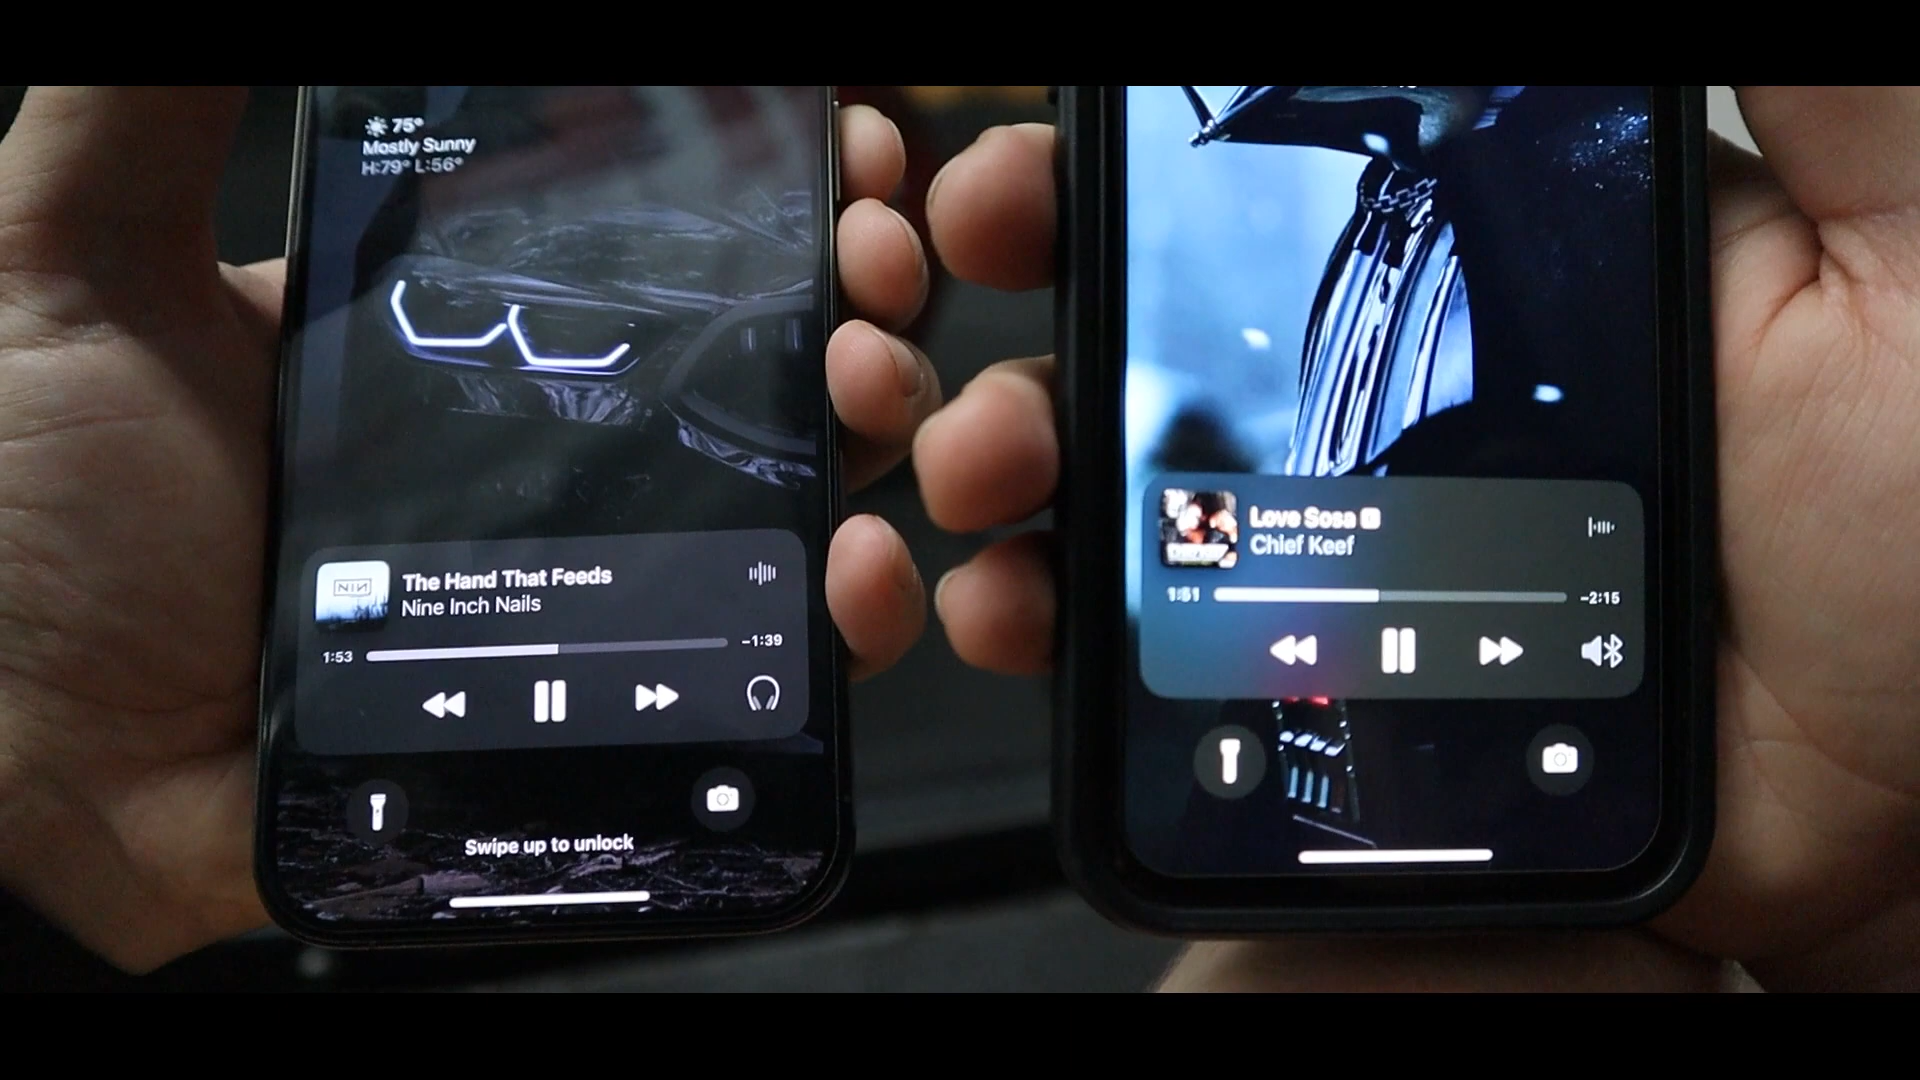 75°
Mostly Sunny
H:79° L:56°
NIN
The Hand That Feeds
Nine Inch Nails
1:53
-1:39
Swipe up to unlock
Love Sosa E
Chief Keef
1:51
-2:15